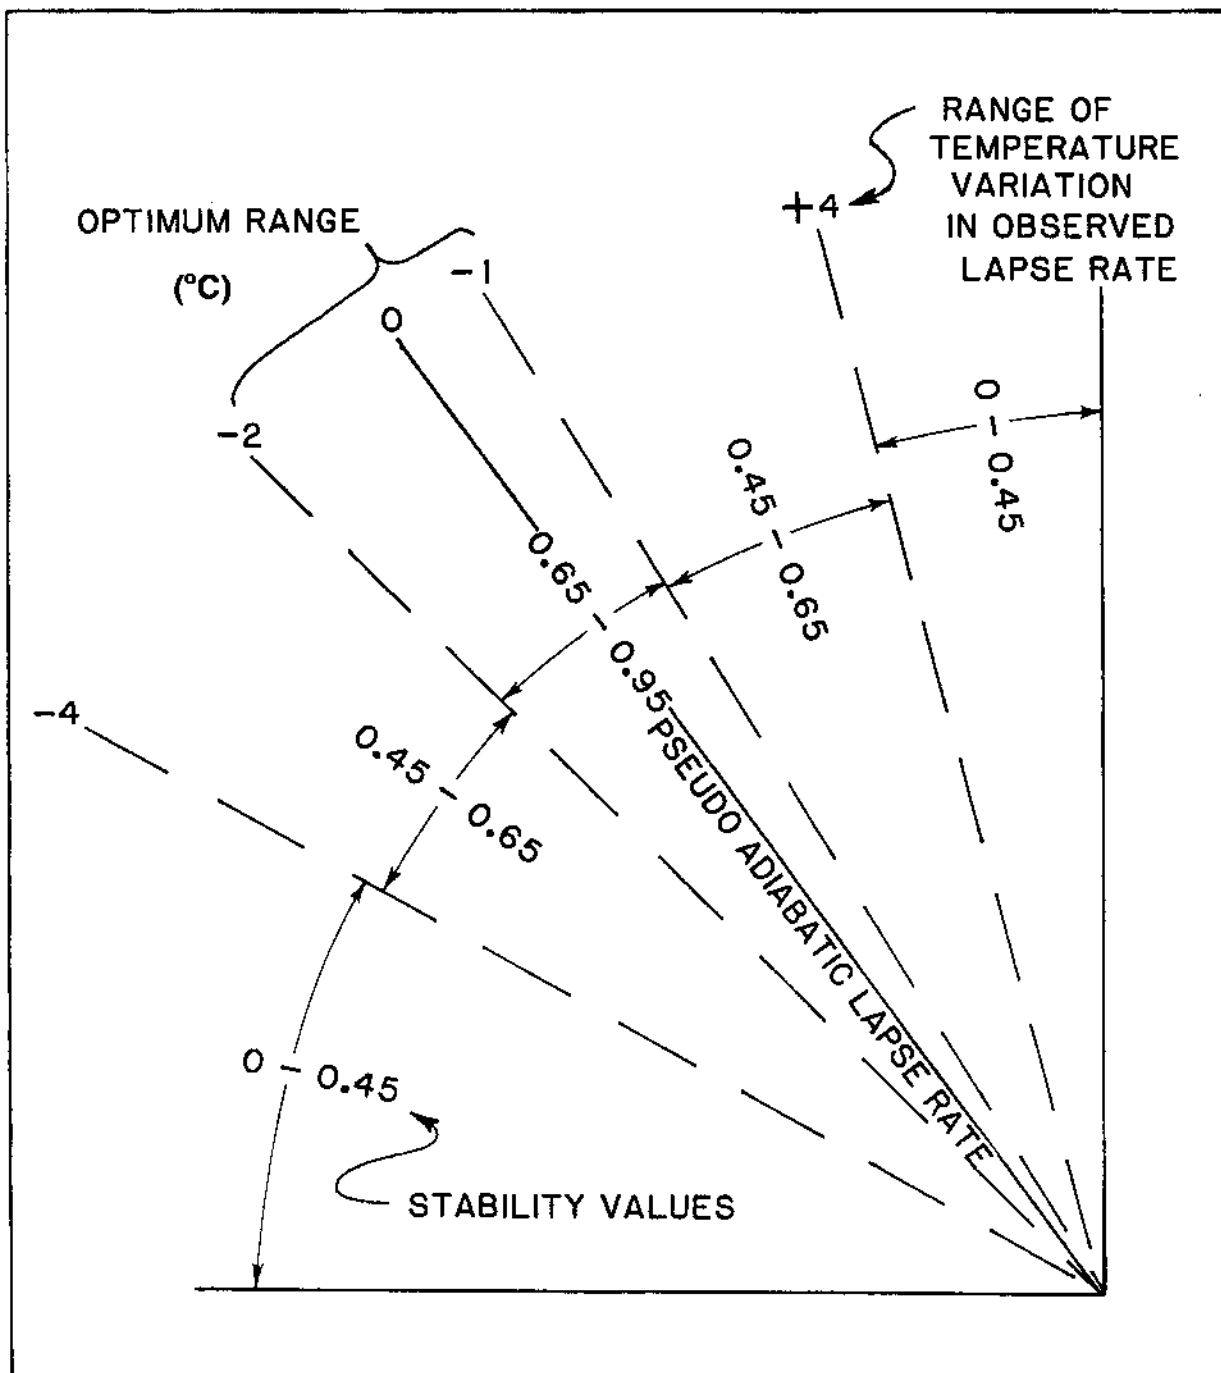 RANGE OF
TEMPERATURE
VARIATION
IN OBSERVED
LAPSE RATE
+4
OPTIMUM RANGE
(°C)
-1
0
-2
-4
0 - 0.45
0.45 - 0.65
0.65 - 0.95
0.45 - 0.65
0 - 0.45
PSEUDO ADIABATIC LAPSE RATE
STABILITY VALUES